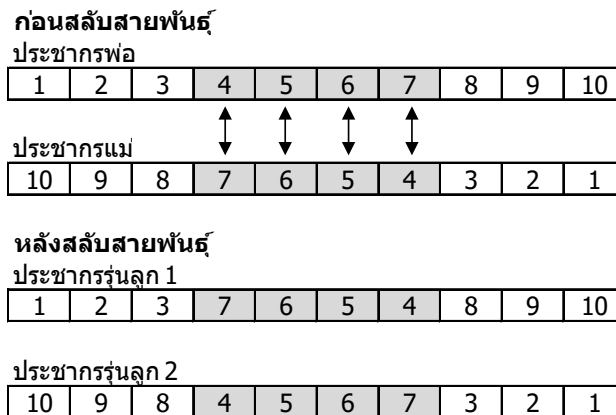 ก่อนสลับสายพันธุ์
ประชากรพ่อ
1 2 3 4 5 6 7 8 9 10
ประชากรแม่
10 9 8 7 6 5 4 3 2 1
หลังสลับสายพันธุ์
ประชากรรุ่นลูก 1
1 2 3 7 6 5 4 8 9 10
ประชากรรุ่นลูก 2
10 9 8 4 5 6 7 3 2 1